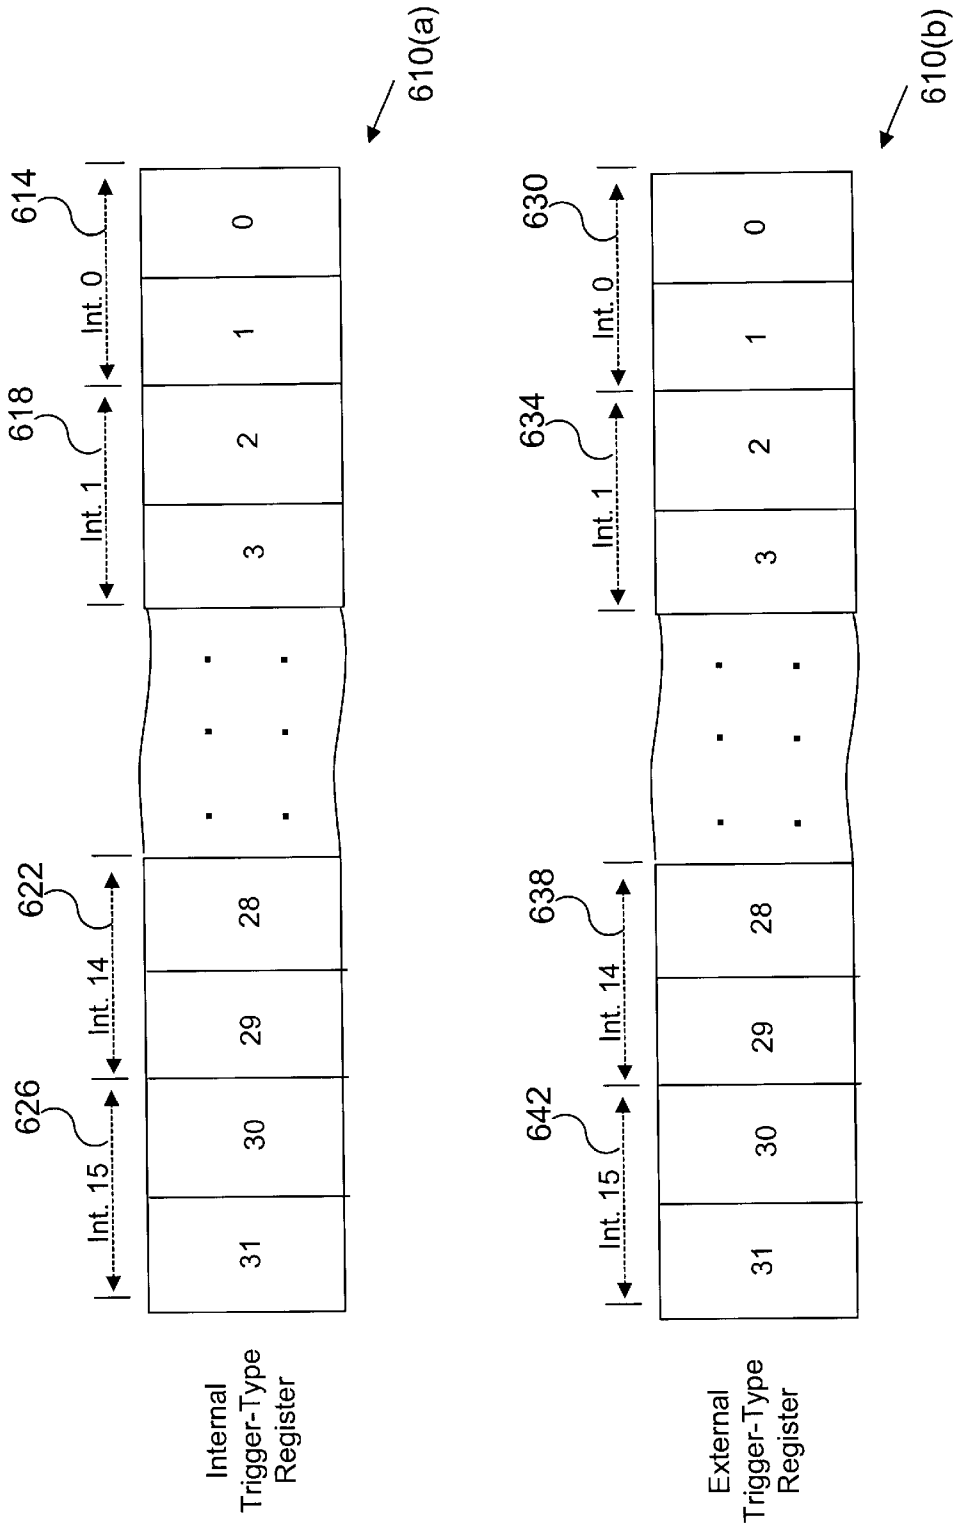 626
622
618
614
Int. 15
Int. 14
Int. 1
Int. 0
Internal
Trigger-Type
Register
31
30
29
28
. . .
. . .
3
2
1
0
610(a)
642
638
634
630
Int. 15
Int. 14
Int. 1
Int. 0
External
Trigger-Type
Register
31
30
29
28
. . .
. . .
3
2
1
0
610(b)